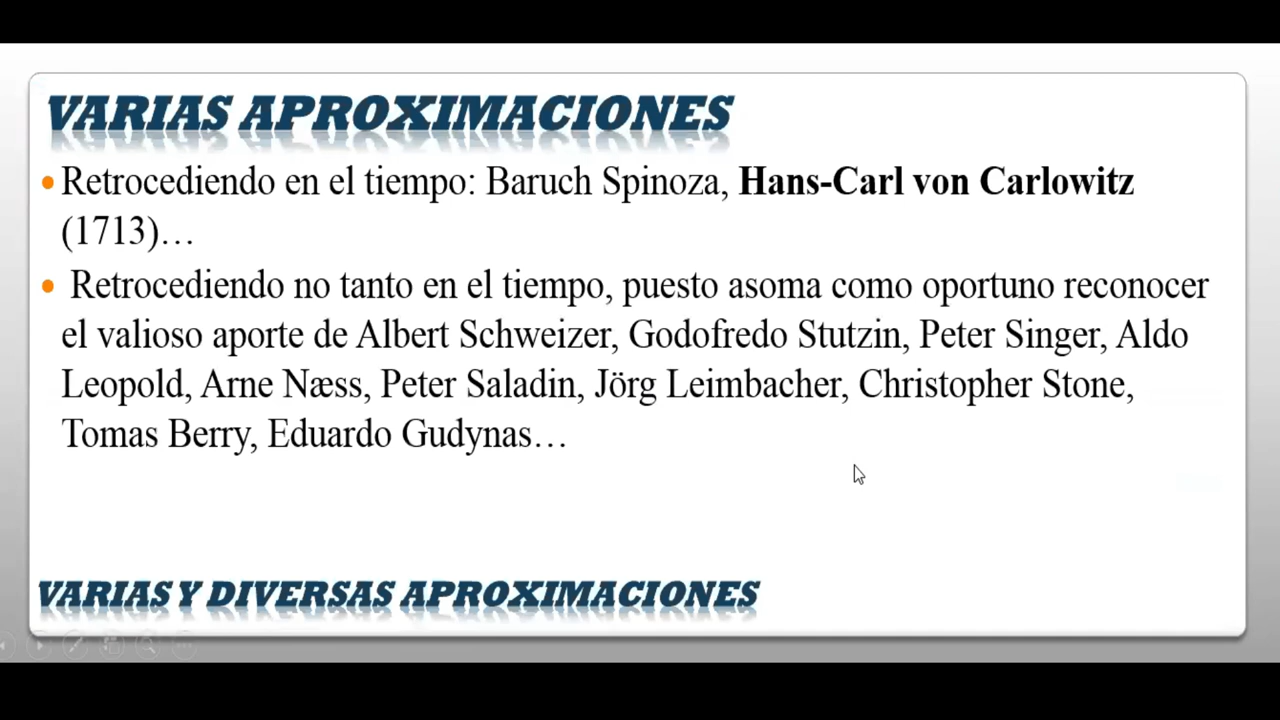 VARIAS APROXIMACIONES
• Retrocediendo en el tiempo: Baruch Spinoza, Hans-Carl von Carlowitz
(1713)…
• Retrocediendo no tanto en el tiempo, puesto asoma como oportuno reconocer
el valioso aporte de Albert Schweizer, Godofredo Stutzin, Peter Singer, Aldo
Leopold, Arne Næss, Peter Saladin, Jörg Leimbacher, Christopher Stone,
Tomas Berry, Eduardo Gudynas…
VARIAS Y DIVERSAS APROXIMACIONES